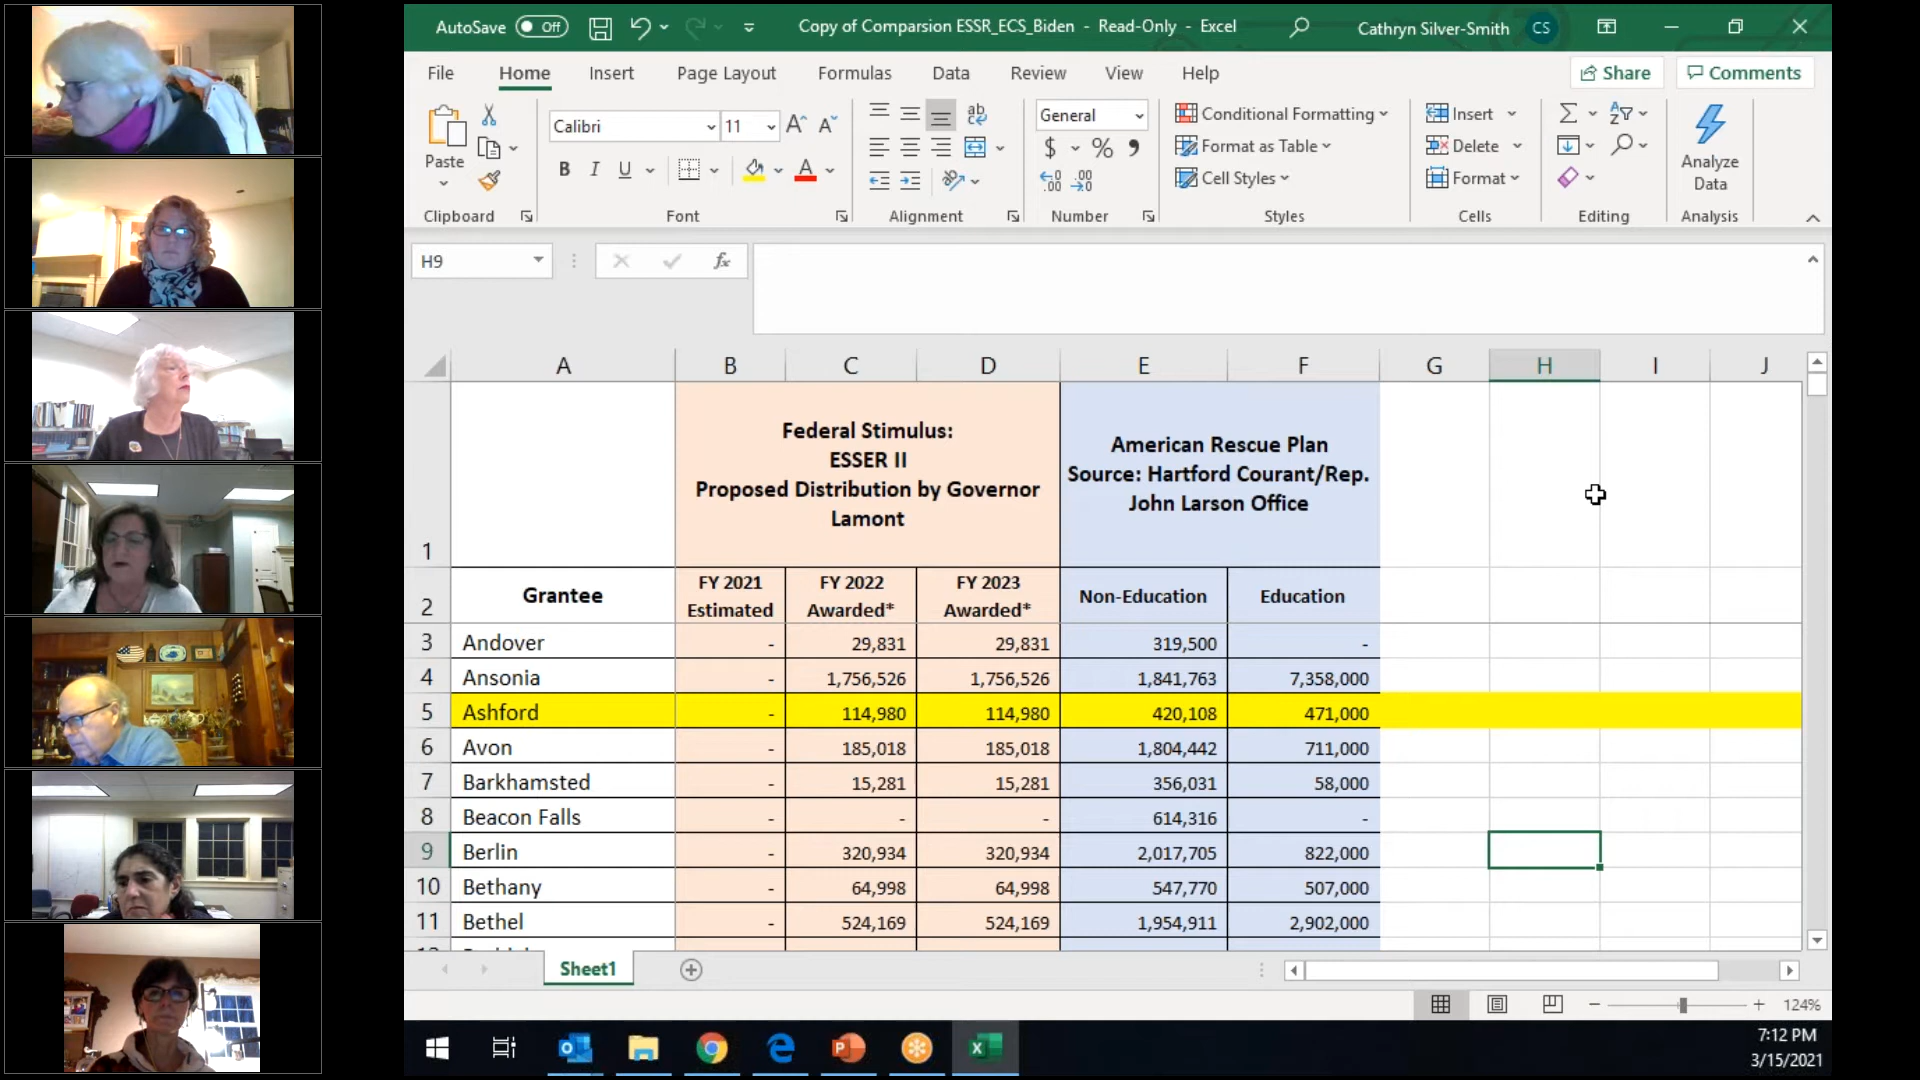 AutoSave Off Copy of Comparsion ESSR_ECS_Biden - Read-Only - Excel Cathryn Silver-Smith CS
File Home Insert Page Layout Formulas Data Review View Help Share Comments
Paste
Clipboard
Calibri 11
B I U A
Font
ab
Alignment
General
$ % 9
Number
Conditional Formatting
Format as Table
Cell Styles
Styles
Insert
Delete
Format
Cells
Editing
Analyze
Data
Analysis
H9 fx
A B C D E F G H I J
1
Federal Stimulus:
ESSER II
Proposed Distribution by Governor
Lamont
American Rescue Plan
Source: Hartford Courant/Rep.
John Larson Office
2 Grantee
FY 2021
Estimated
FY 2022
Awarded*
FY 2023
Awarded*
Non-Education
Education
3 Andover - 29,831 29,831 319,500 -
4 Ansonia - 1,756,526 1,756,526 1,841,763 7,358,000
5 Ashford - 114,980 114,980 420,108 471,000
6 Avon - 185,018 185,018 1,804,442 711,000
7 Barkhamsted - 15,281 15,281 356,031 58,000
8 Beacon Falls - - - 614,316 -
9 Berlin - 320,934 320,934 2,017,705 822,000
10 Bethany - 64,998 64,998 547,770 507,000
11 Bethel - 524,169 524,169 1,954,911 2,902,000
Sheet1
124%
7:12 PM
3/15/2021